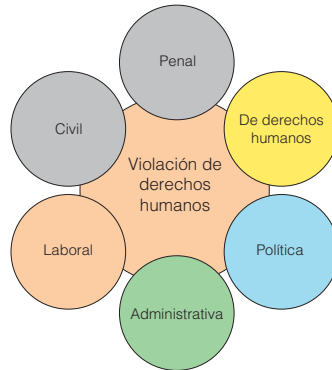 Penal
Civil
De derechos
humanos
Violación de
derechos
humanos
Laboral
Política
Administrativa